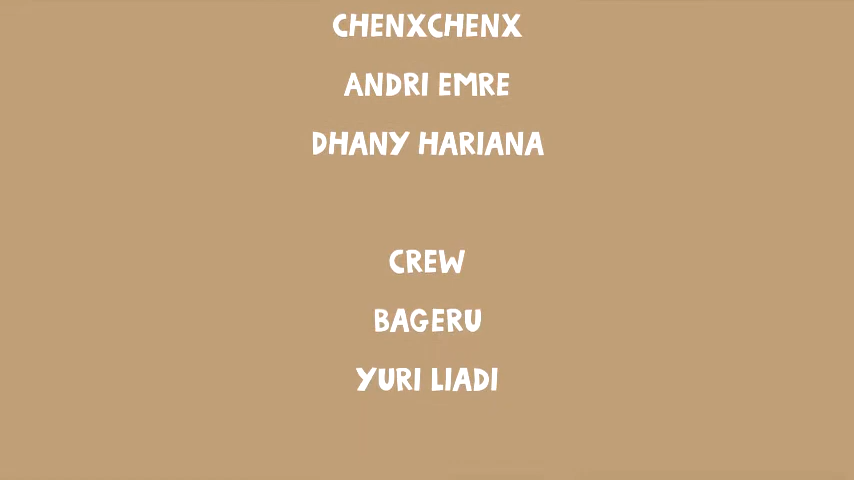 CHENXCHENX
ANDRI EMRE
DHANY HARIANA
CREW
BAGERU
YURI LIADI